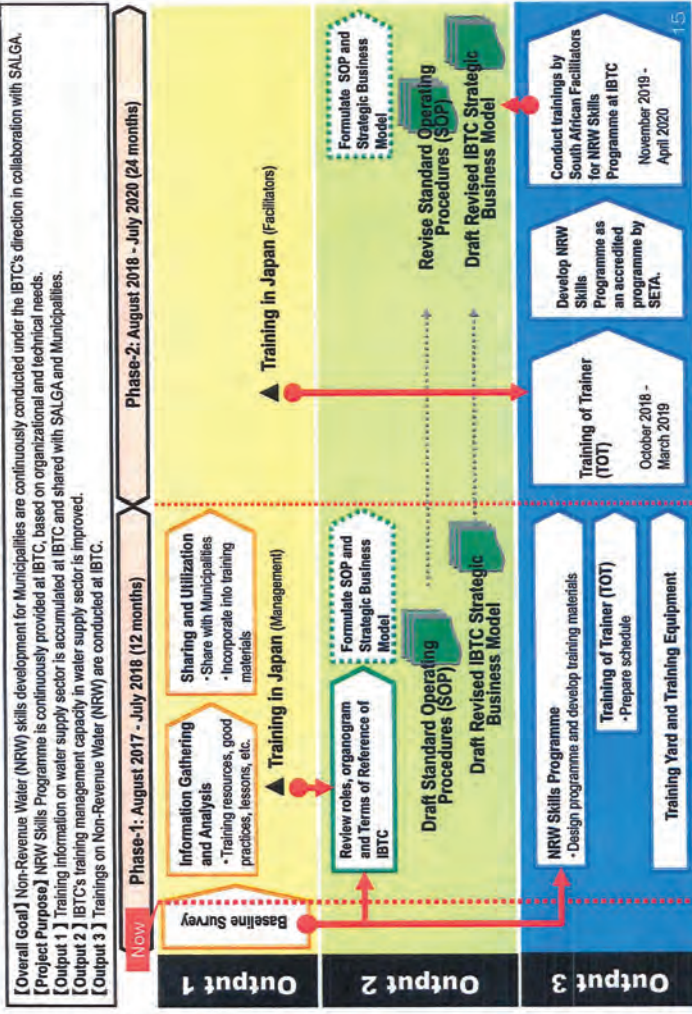 【Overall Goal】Non-Revenue Water (NRW) skills development for Municipalities are continuously conducted under the IBTC's direction in collaboration with SALGA.
【Project Purpose】NRW Skills Programme is continuously provided at IBTC, based on organizational and technical needs.
【Output 1 】Training information on water supply sector is accumulated at IBTC and shared with SALGA and Municipalities.
【Output 2 】IBTC's training management capacity in water supply sector is improved.
【Output 3 】Trainings on Non-Revenue Water (NRW) are conducted at IBTC.
Now
Phase-1: August 2017 - July 2018 (12 months)
Phase-2: August 2018 - July 2020 (24 months)
Output 1
Baseline Survey
Information Gathering
and Analysis
・Training resources, good
practices, lessons, etc.
Sharing and Utilization
・Share with Municipalities
・Incorporate into training
materials
▲ Training in Japan (Management)
▲ Training in Japan (Facilitators)
Output 2
Review roles, organogram
and Terms of Reference of
IBTC
Formulate SOP and
Strategic Business
Model
Draft Standard Operating
Procedures (SOP)
Draft Revised IBTC Strategic
Business Model
Formulate SOP and
Strategic Business
Model
Revise Standard Operating
Procedures (SOP)
Draft Revised IBTC Strategic
Business Model
Output 3
NRW Skills Programme
・Design programme and develop training materials
Training of Trainer (TOT)
・Prepare schedule
Training Yard and Training Equipment
Training of Trainer
(TOT)
October 2018 -
March 2019
Develop NRW
Skills
Programme as
an accredited
programme by
SETA.
Conduct trainings by
South African Facilitators
for NRW Skills
Programme at IBTC
November 2019 -
April 2020
15